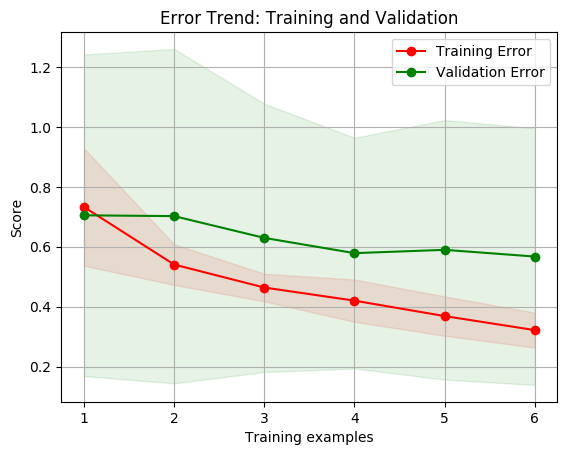 Error Trend: Training and Validation
Training Error
Validation Error
1.2
1.0
0.8
0.6
0.4
0.2
Score
1 2 3 4 5 6
Training examples